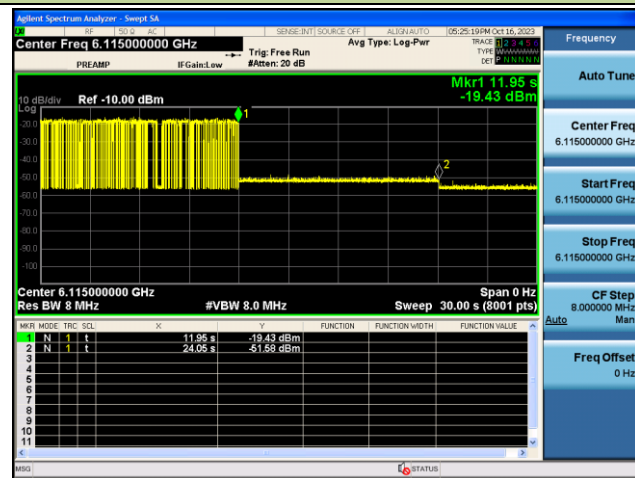 Agilent Spectrum Analyzer - Swept SA
RF 50 Ω AC SENSE:INT SOURCE OFF ALIGNAUTO 05:25:19PM Oct 16, 2023
Center Freq 6.115000000 GHz Avg Type: Log-Pwr TRACE 1 2 3 4 5 6
Trig: Free Run TYPE
PREAMP IFGain:Low #Atten: 20 dB DET P N N N N N
Mkr1 11.95 s
-19.43 dBm
10 dB/div Ref -10.00 dBm
Log
-20.0
-30.0
-40.0
-50.0
-60.0
-70.0
-80.0
-90.0
-100
1
2
Center 6.115000000 GHz Span 0 Hz
Res BW 8 MHz #VBW 8.0 MHz Sweep 30.00 s (8001 pts)
MKR MODE TRC SCL X Y FUNCTION FUNCTION WIDTH FUNCTION VALUE
1 N 1 t 11.95 s -19.43 dBm
2 N 1 t 24.05 s -51.58 dBm
3
4
5
6
7
8
9
10
11
MSG STATUS
Frequency
Auto Tune
Center Freq
6.115000000 GHz
Start Freq
6.115000000 GHz
Stop Freq
6.115000000 GHz
CF Step
8.000000 MHz
Auto Man
Freq Offset
0 Hz